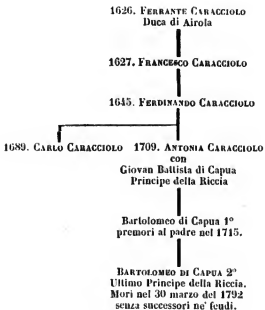 1626. FERRANTE CARACCIOLO
Duca di Airola
1627. FRANCESCO CARACCIOLO
1645. FERDINANDO CARACCIOLO
1689. CARLO CARACCIOLO 1709. ANTONIA CARACCIOLO
con
Giovan Battista di Capua
Principe della Riccia
Bartolomeo di Capua 1°
premorì al padre nel 1715.
BARTOLOMEO DI CAPUA 2°
Ultimo Principe della Riccia.
Morì nel 30 marzo del 1792
senza successori ne' feudi.